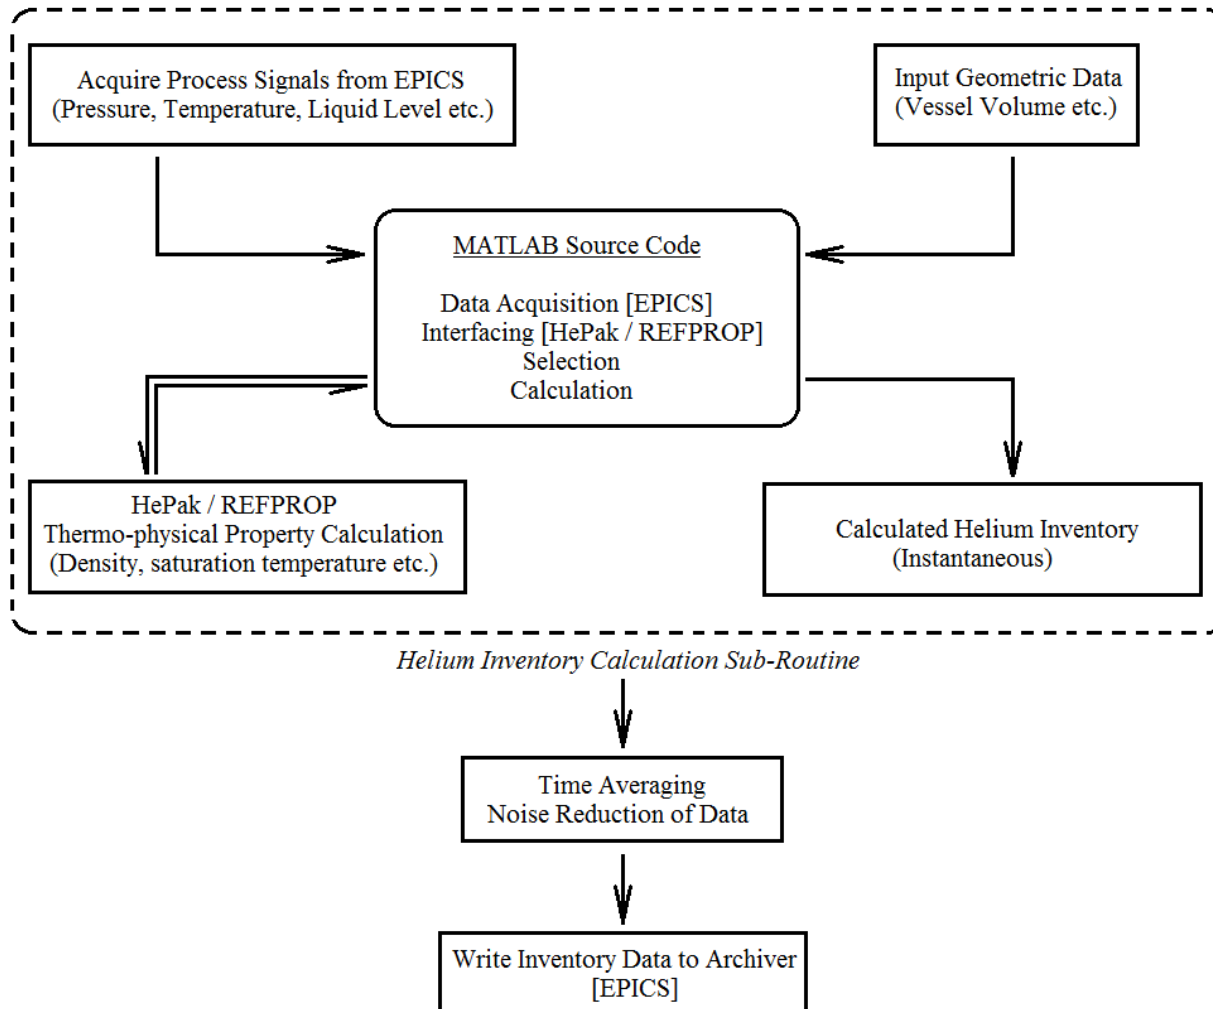 Acquire Process Signals from EPICS
(Pressure, Temperature, Liquid Level etc.)
Input Geometric Data
(Vessel Volume etc.)
MATLAB Source Code
Data Acquisition [EPICS]
Interfacing [HePak / REFPROP]
Selection
Calculation
HePak / REFPROP
Thermo-physical Property Calculation
(Density, saturation temperature etc.)
Calculated Helium Inventory
(Instantaneous)
Helium Inventory Calculation Sub-Routine
Time Averaging
Noise Reduction of Data
Write Inventory Data to Archiver
[EPICS]